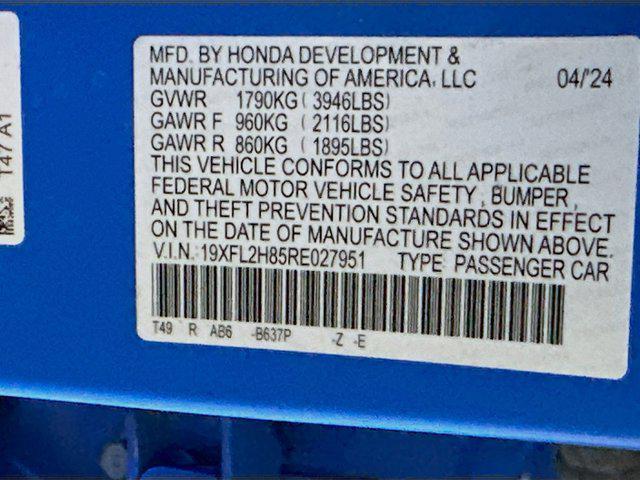 MFD. BY HONDA DEVELOPMENT &
MANUFACTURING OF AMERICA, LLC 04/'24
GVWR 1790KG (3946LBS)
GAWR F 960KG (2116LBS)
GAWR R 860KG (1895LBS)
THIS VEHICLE CONFORMS TO ALL APPLICABLE
FEDERAL MOTOR VEHICLE SAFETY, BUMPER,
AND THEFT PREVENTION STANDARDS IN EFFECT
ON THE DATE OF MANUFACTURE SHOWN ABOVE.
V.I.N. 19XFL2H85RE027951 TYPE PASSENGER CAR
T49 R AB6 -B637P -Z -E
T47 A1